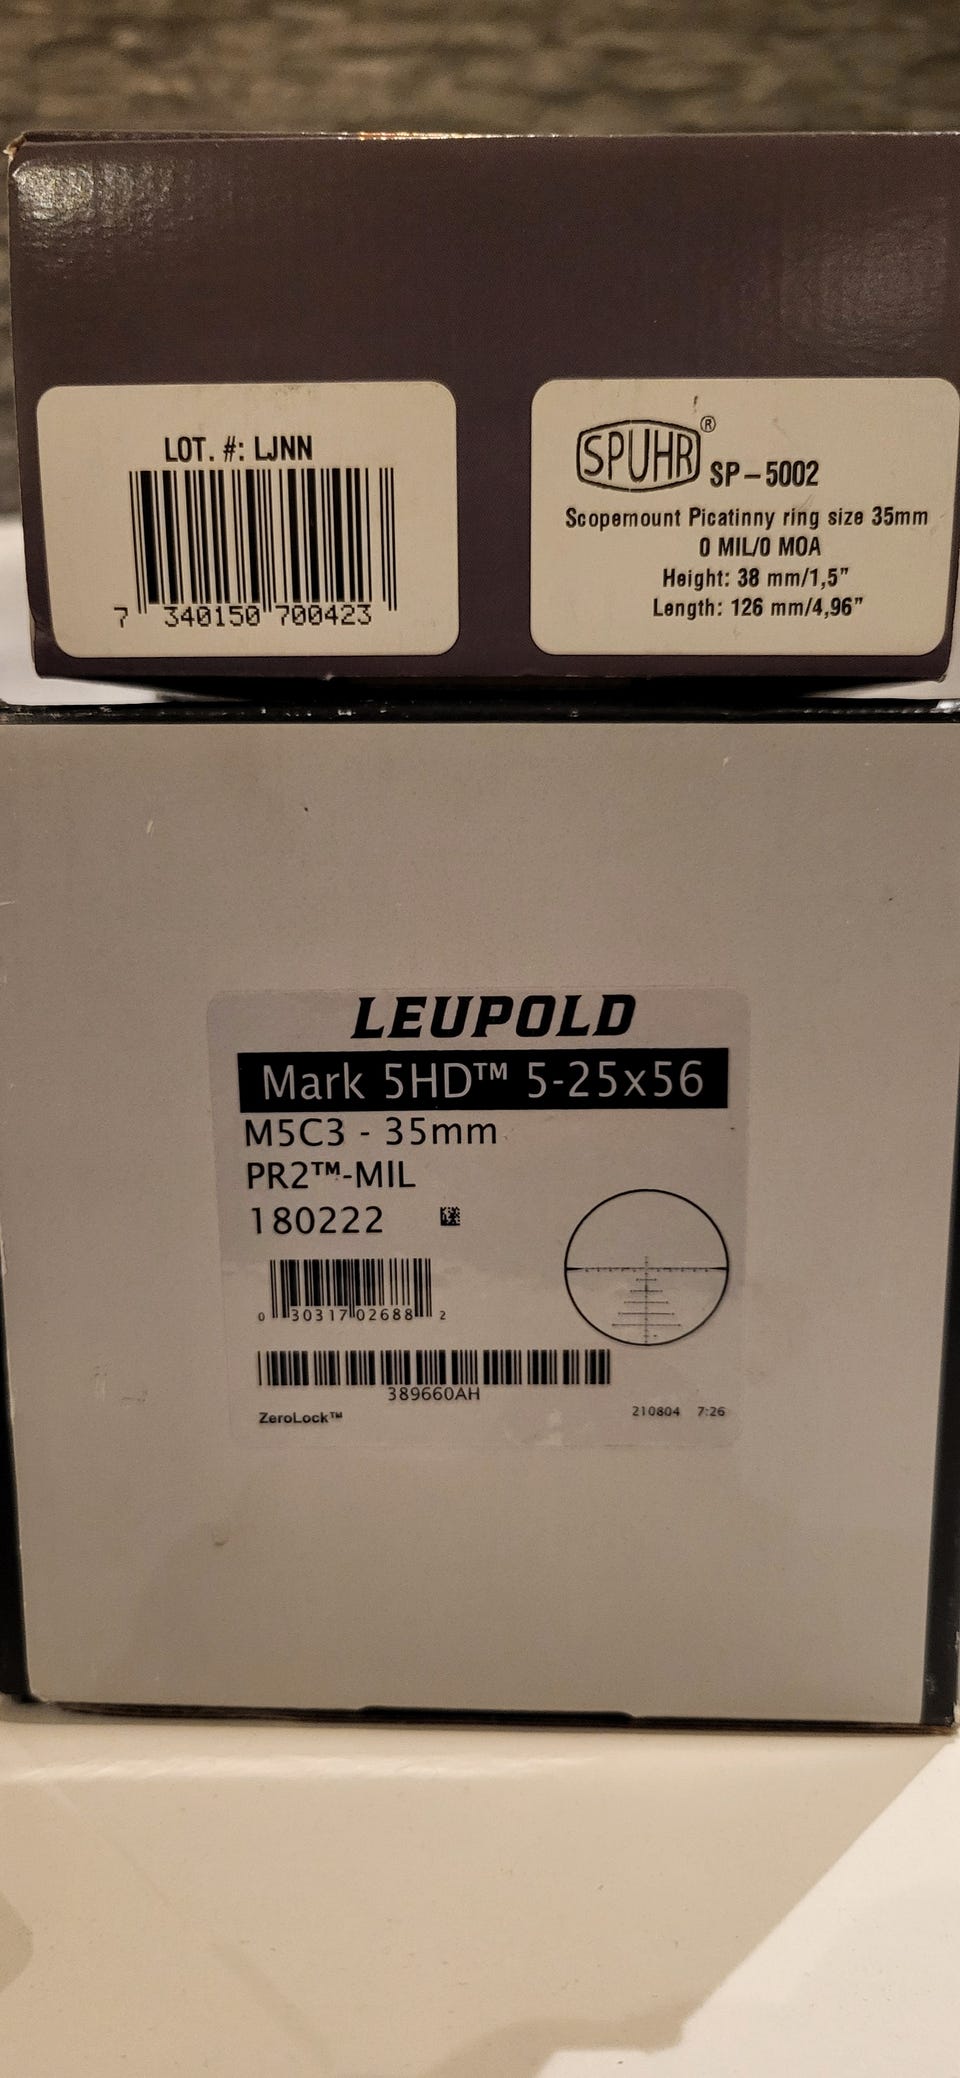 LOT. #: LJNN
7 340150 700423
SPUHR® SP-5002
Scopemount Picatinny ring size 35mm
0 MIL/0 MOA
Height: 38 mm/1,5"
Length: 126 mm/4,96"
LEUPOLD
Mark 5HD™ 5-25x56
M5C3 - 35mm
PR2™-MIL
180222
0 30317 02688 2
389660AH
ZeroLock™ 210804 7:26